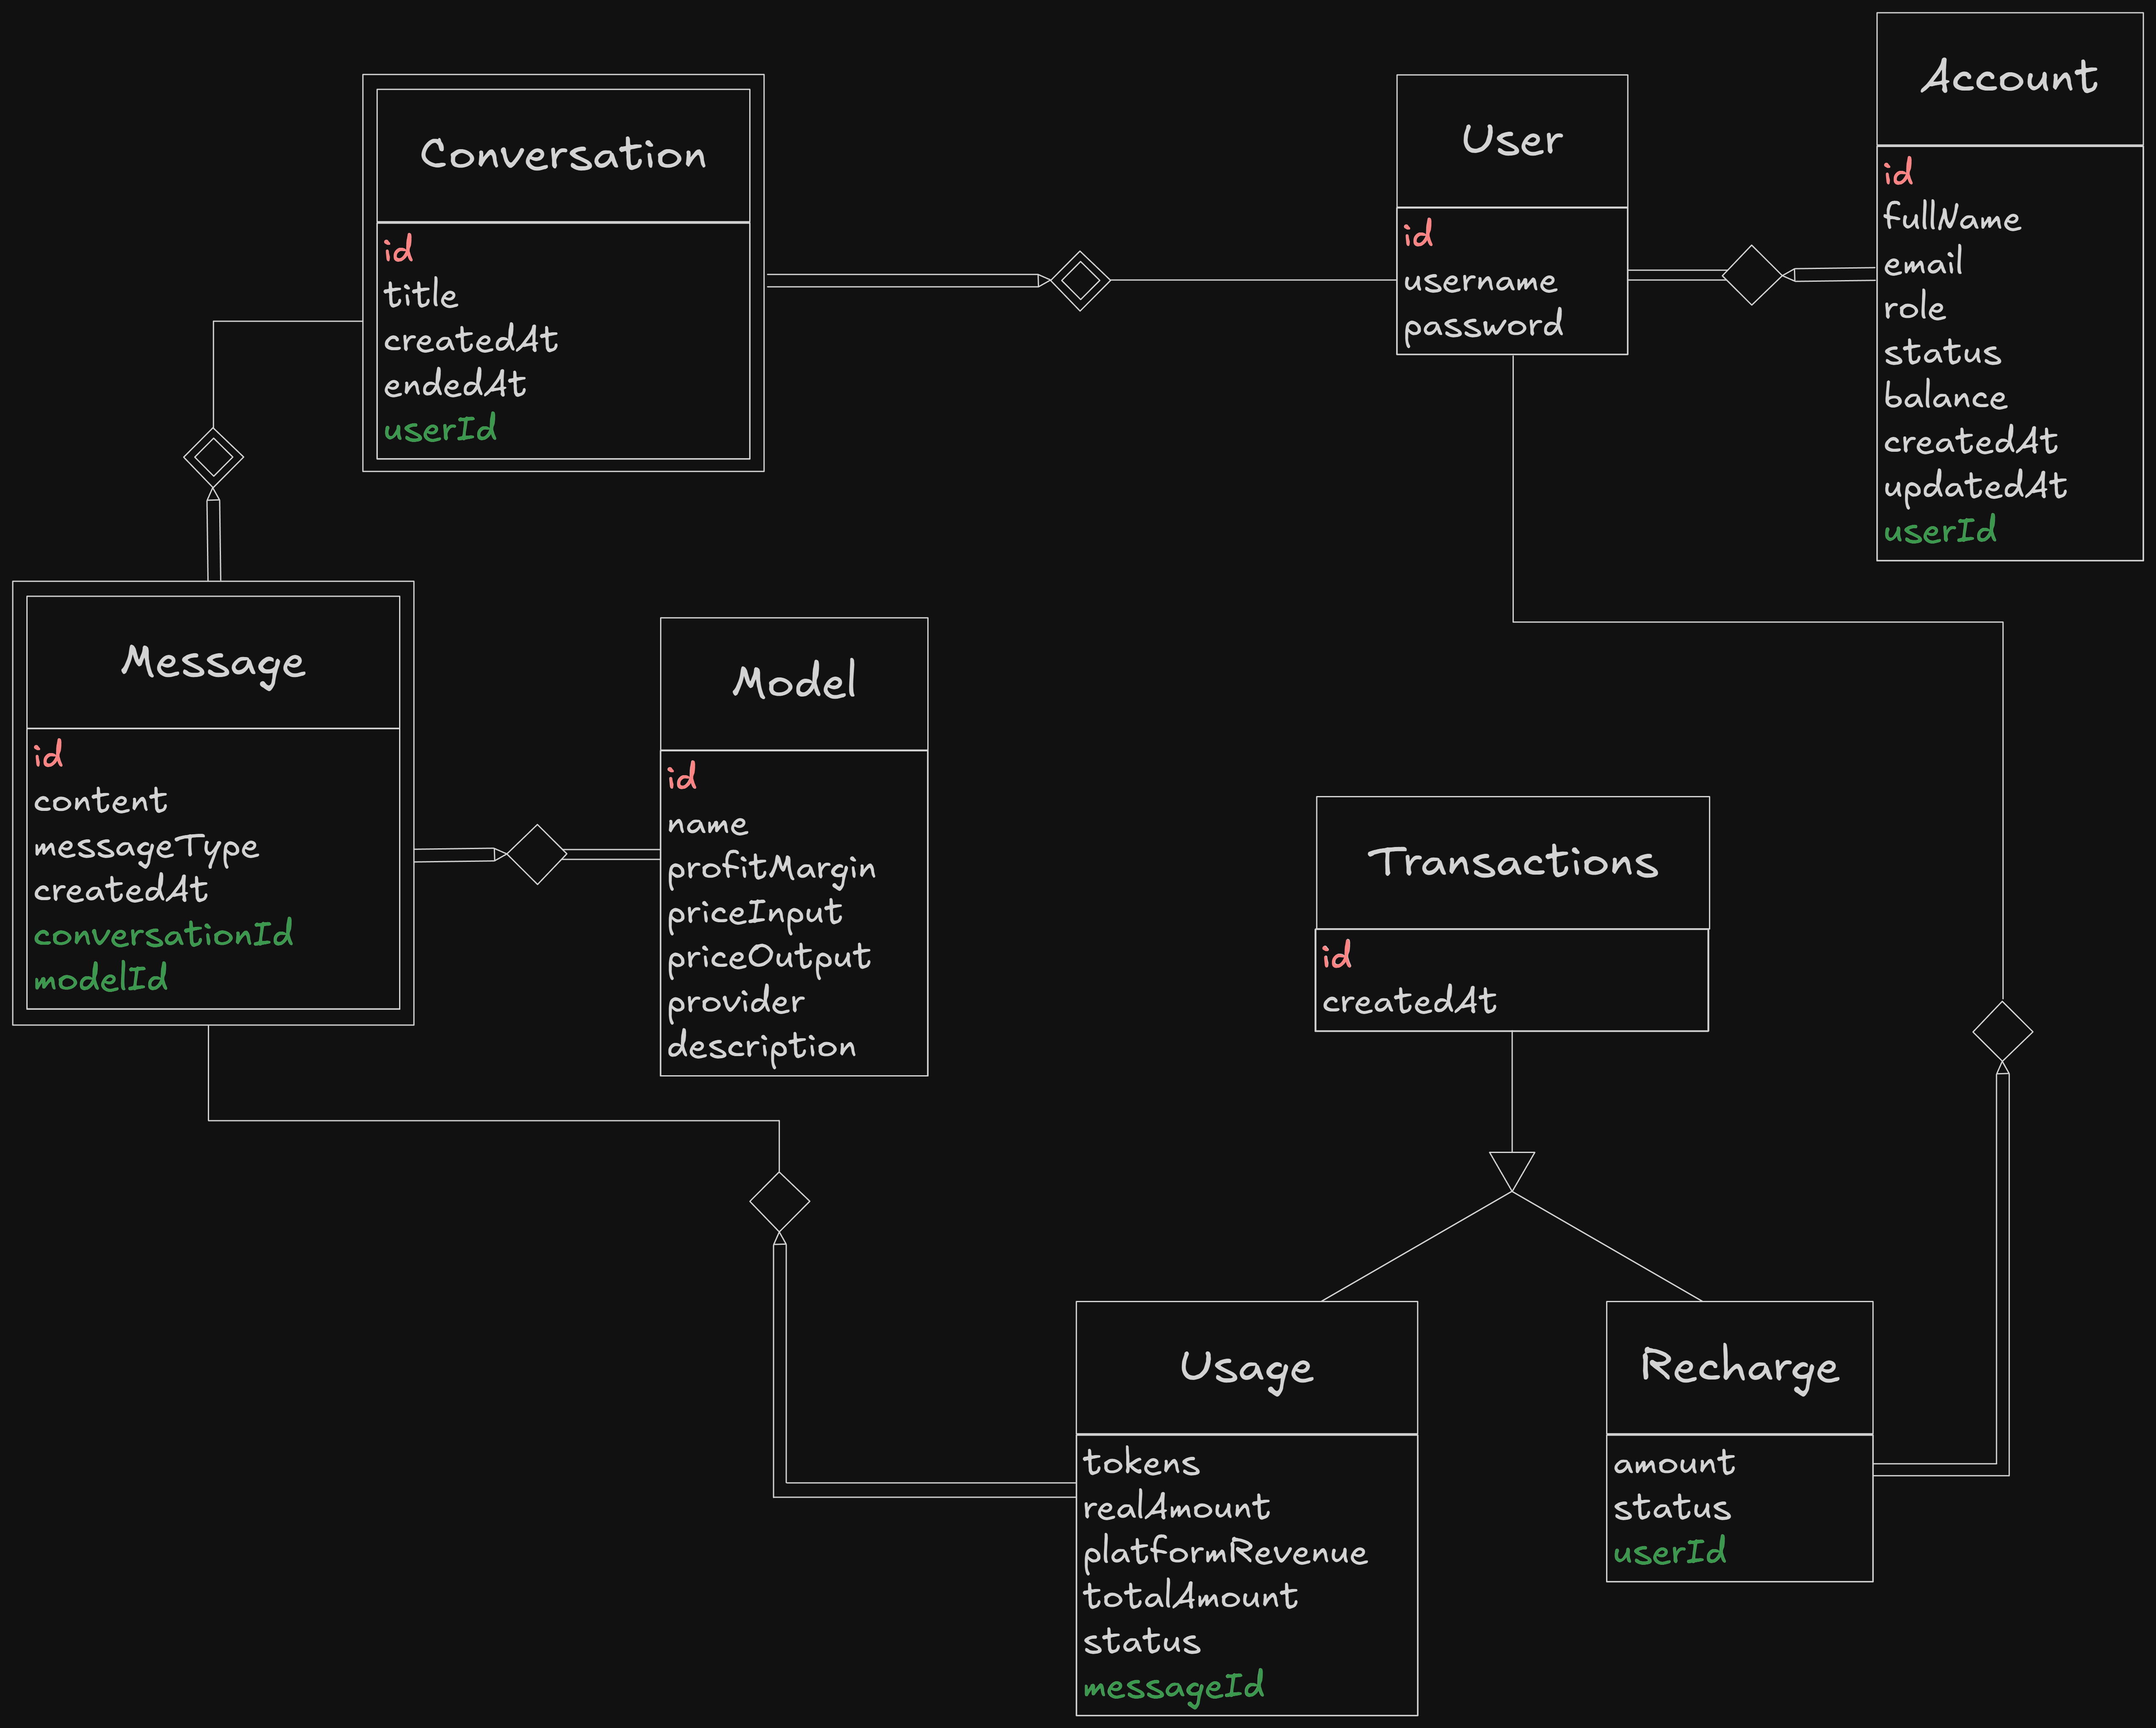 Conversation
id
title
createdAt
endedAt
userId
User
id
username
password
Account
id
fullName
email
role
status
balance
createdAt
updatedAt
userId
Message
id
content
messageType
createdAt
conversationId
modelId
Model
id
name
profitMargin
priceInput
priceOutput
provider
description
Transactions
id
createdAt
Usage
tokens
realAmount
platformRevenue
totalAmount
status
messageId
Recharge
amount
status
userId